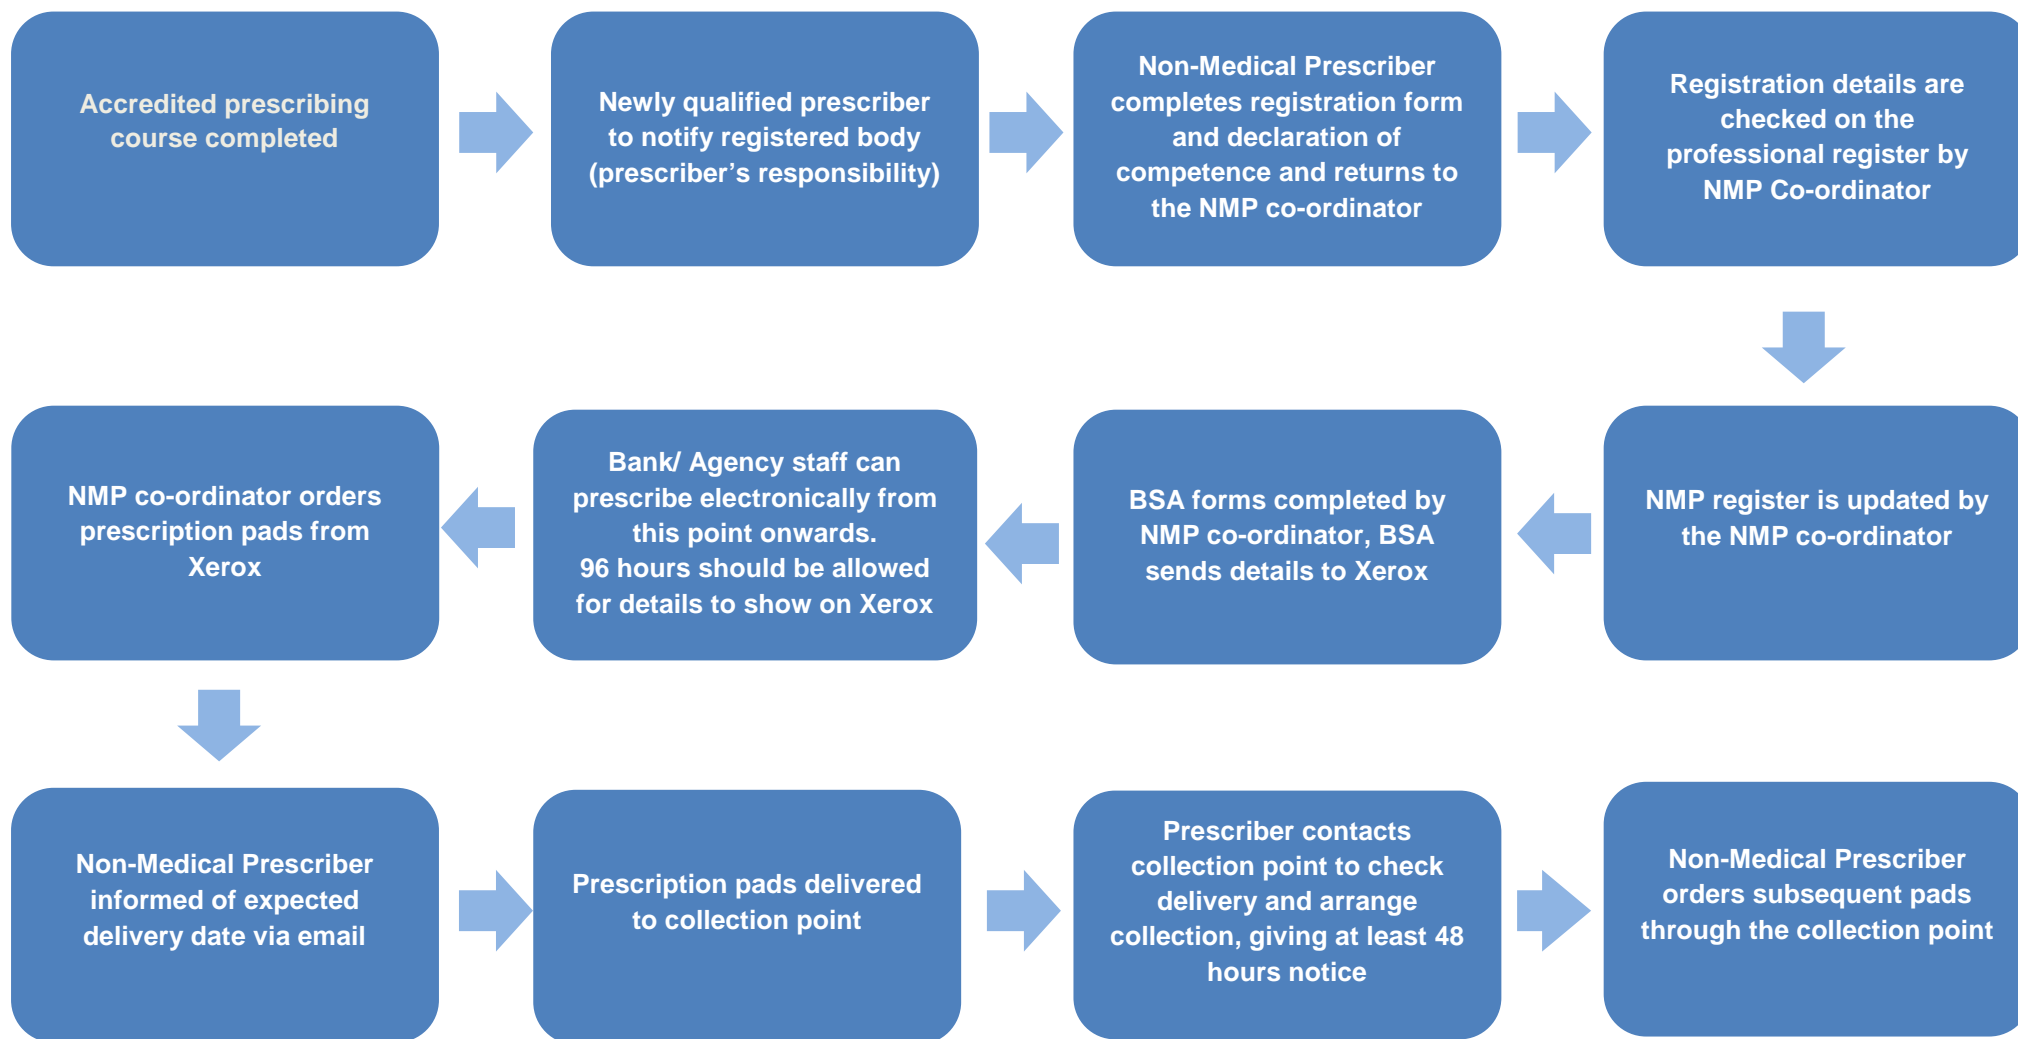 Accredited prescribing
course completed
Newly qualified prescriber
to notify registered body
(prescriber’s responsibility)
Non-Medical Prescriber
completes registration form
and declaration of
competence and returns to
the NMP co-ordinator
Registration details are
checked on the
professional register by
NMP Co-ordinator
NMP register is updated by
the NMP co-ordinator
BSA forms completed by
NMP co-ordinator, BSA
sends details to Xerox
Bank/ Agency staff can
prescribe electronically from
this point onwards.
96 hours should be allowed
for details to show on Xerox
NMP co-ordinator orders
prescription pads from
Xerox
Non-Medical Prescriber
informed of expected
delivery date via email
Prescription pads delivered
to collection point
Prescriber contacts
collection point to check
delivery and arrange
collection, giving at least 48
hours notice
Non-Medical Prescriber
orders subsequent pads
through the collection point